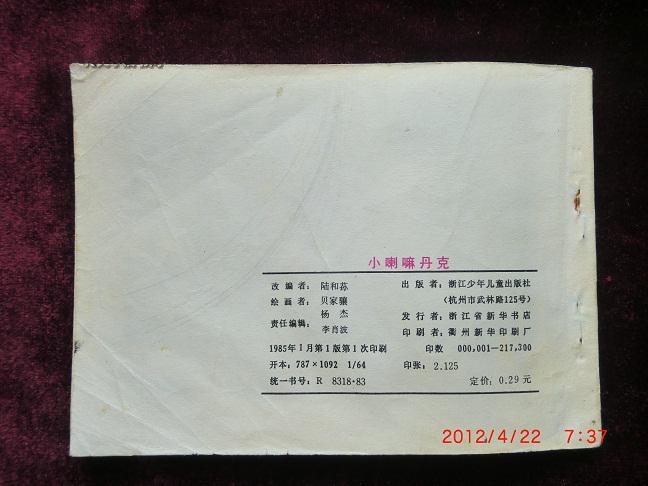 小喇嘛丹克
改编者： 陆和荪
绘画者： 贝家骧
杨 杰
责任编辑： 李肖波
出版者：浙江少年儿童出版社
（杭州市武林路125号）
发行者：浙江省新华书店
印刷者：衢州新华印刷厂
1985年1月第1版第1次印刷 印数 000,001—217,300
开本：787×1092 1/64 印张：2.125
统一书号：R 8318·83 定价：0.29元
2012/4/22 7:37